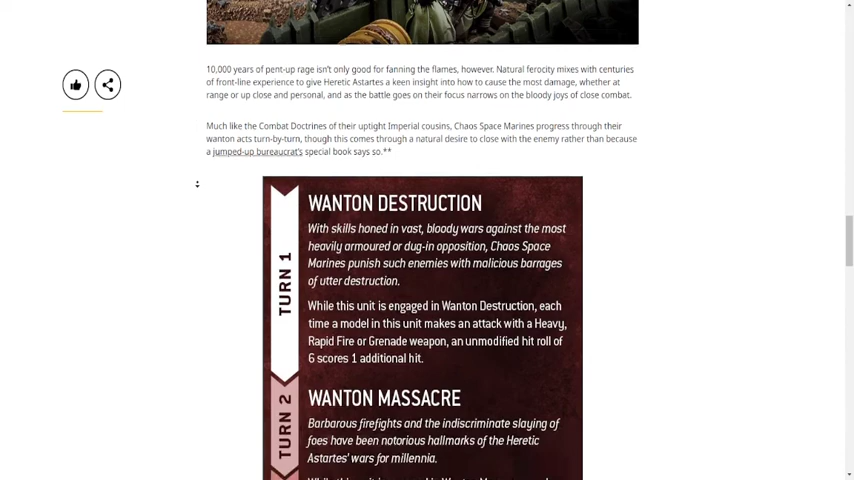 10,000 years of pent-up rage isn't only good for fanning the flames, however. Natural ferocity mixes with centuries
of front-line experience to give Heretic Astartes a keen insight into how to cause the most damage, whether at
range or up close and personal, and as the battle goes on their focus narrows on the bloody joys of close combat.
Much like the Combat Doctrines of their uptight Imperial cousins, Chaos Space Marines progress through their
wanton acts turn-by-turn, though this comes through a natural desire to close with the enemy rather than because
a jumped-up bureaucrat's special book says so.**
TURN 1
WANTON DESTRUCTION
With skills honed in vast, bloody wars against the most
heavily armoured or dug-in opposition, Chaos Space
Marines punish such enemies with malicious barrages
of utter destruction.
While this unit is engaged in Wanton Destruction, each
time a model in this unit makes an attack with a Heavy,
Rapid Fire or Grenade weapon, an unmodified hit roll of
6 scores 1 additional hit.
TURN 2
WANTON MASSACRE
Barbarous firefights and the indiscriminate slaying of
foes have been notorious hallmarks of the Heretic
Astartes' wars for millennia.